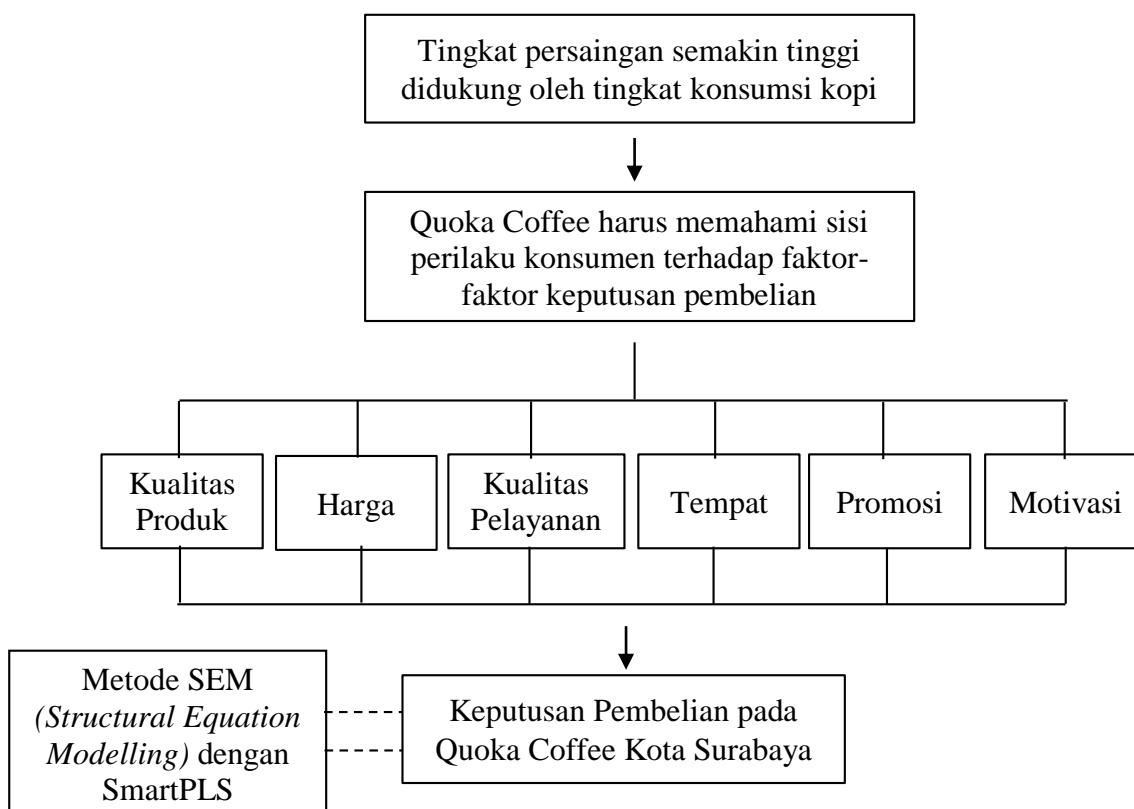 Tingkat persaingan semakin tinggi
didukung oleh tingkat konsumsi kopi
Quoka Coffee harus memahami sisi
perilaku konsumen terhadap faktor-
faktor keputusan pembelian
Kualitas
Produk
Harga
Kualitas
Pelayanan
Tempat
Promosi
Motivasi
Metode SEM
(Structural Equation
Modelling) dengan
SmartPLS
Keputusan Pembelian pada
Quoka Coffee Kota Surabaya